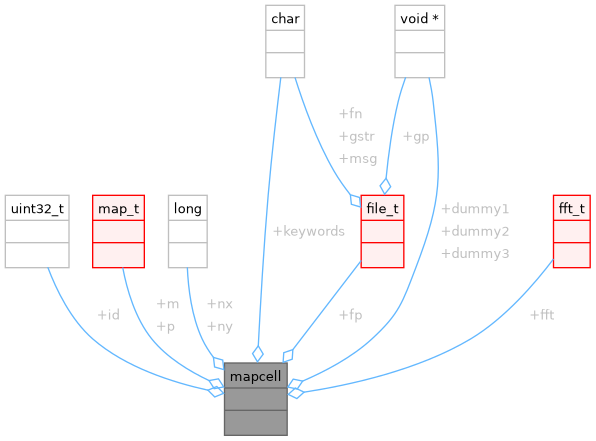 char
void *
+fn
+gstr
+msg
+gp
uint32_t
map_t
long
file_t
fft_t
+keywords
+dummy1
+dummy2
+dummy3
+id
+m
+p
+nx
+ny
+fp
+fft
mapcell